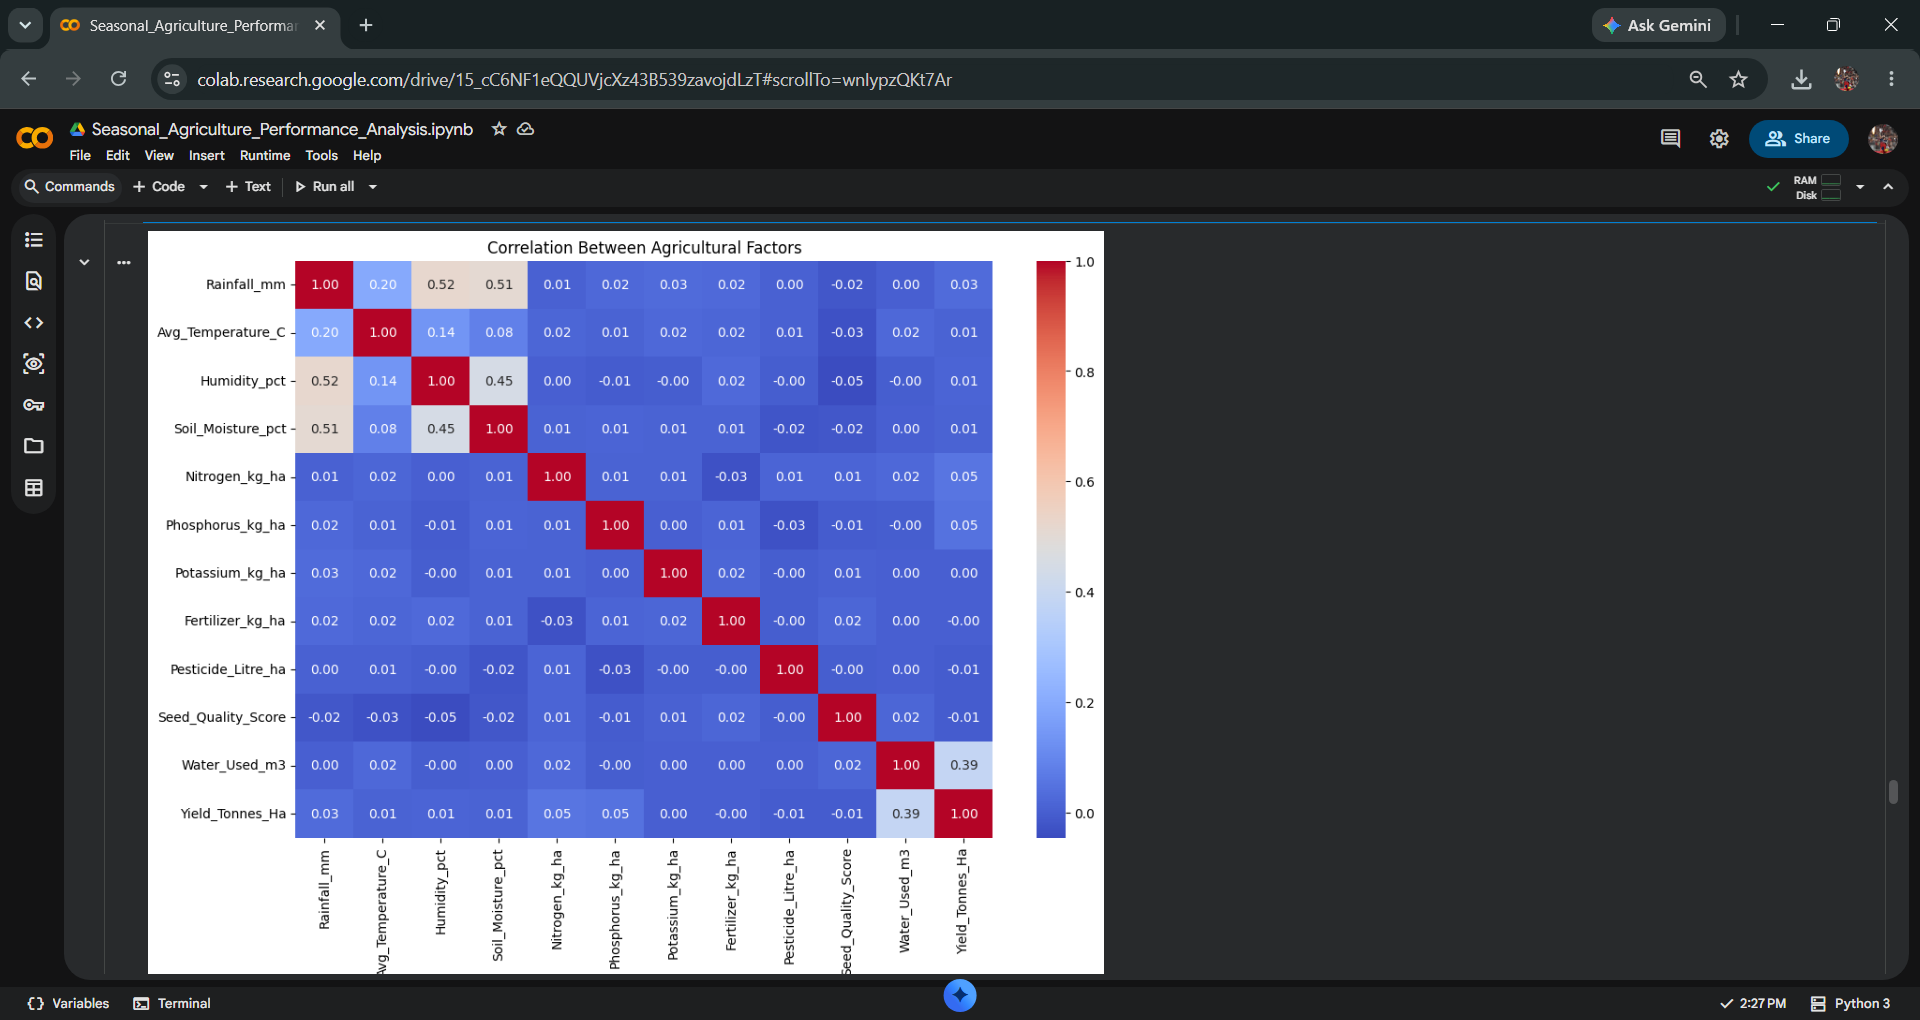 Seasonal_Agriculture_Performan
Ask Gemini
colab.research.google.com/drive/15_cC6NF1eQQUVjcXz43B539zavojdLzT#scrollTo=wnlypzQKt7Ar
Seasonal_Agriculture_Performance_Analysis.ipynb
File Edit View Insert Runtime Tools Help
Share
Commands + Code + Text Run all
RAM
Disk
Correlation Between Agricultural Factors
Rainfall_mm 1.00 0.20 0.52 0.51 0.01 0.02 0.03 0.02 0.00 -0.02 0.00 0.03
Avg_Temperature_C 0.20 1.00 0.14 0.08 0.02 0.01 0.02 0.02 0.01 -0.03 0.02 0.01
Humidity_pct 0.52 0.14 1.00 0.45 0.00 -0.01 -0.00 0.02 -0.00 -0.05 -0.00 0.01
Soil_Moisture_pct 0.51 0.08 0.45 1.00 0.01 0.01 0.01 0.01 -0.02 -0.02 0.00 0.01
Nitrogen_kg_ha 0.01 0.02 0.00 0.01 1.00 0.01 0.01 -0.03 0.01 0.01 0.02 0.05
Phosphorus_kg_ha 0.02 0.01 -0.01 0.01 0.01 1.00 0.00 0.01 -0.03 -0.01 -0.00 0.05
Potassium_kg_ha 0.03 0.02 -0.00 0.01 0.01 0.00 1.00 0.02 -0.00 0.01 0.00 0.00
Fertilizer_kg_ha 0.02 0.02 0.02 0.01 -0.03 0.01 0.02 1.00 -0.00 0.02 0.00 -0.00
Pesticide_Litre_ha 0.00 0.01 -0.00 -0.02 0.01 -0.03 -0.00 -0.00 1.00 -0.00 0.00 -0.01
Seed_Quality_Score -0.02 -0.03 -0.05 -0.02 0.01 -0.01 0.01 0.02 -0.00 1.00 0.02 -0.01
Water_Used_m3 0.00 0.02 -0.00 0.00 0.02 -0.00 0.00 0.00 0.00 0.02 1.00 0.39
Yield_Tonnes_Ha 0.03 0.01 0.01 0.01 0.05 0.05 0.00 -0.00 -0.01 -0.01 0.39 1.00
Rainfall_mm
Avg_Temperature_C
Humidity_pct
Soil_Moisture_pct
Nitrogen_kg_ha
Phosphorus_kg_ha
Potassium_kg_ha
Fertilizer_kg_ha
Pesticide_Litre_ha
Seed_Quality_Score
Water_Used_m3
Yield_Tonnes_Ha
1.0
0.8
0.6
0.4
0.2
0.0
Variables Terminal
2:27 PM Python 3